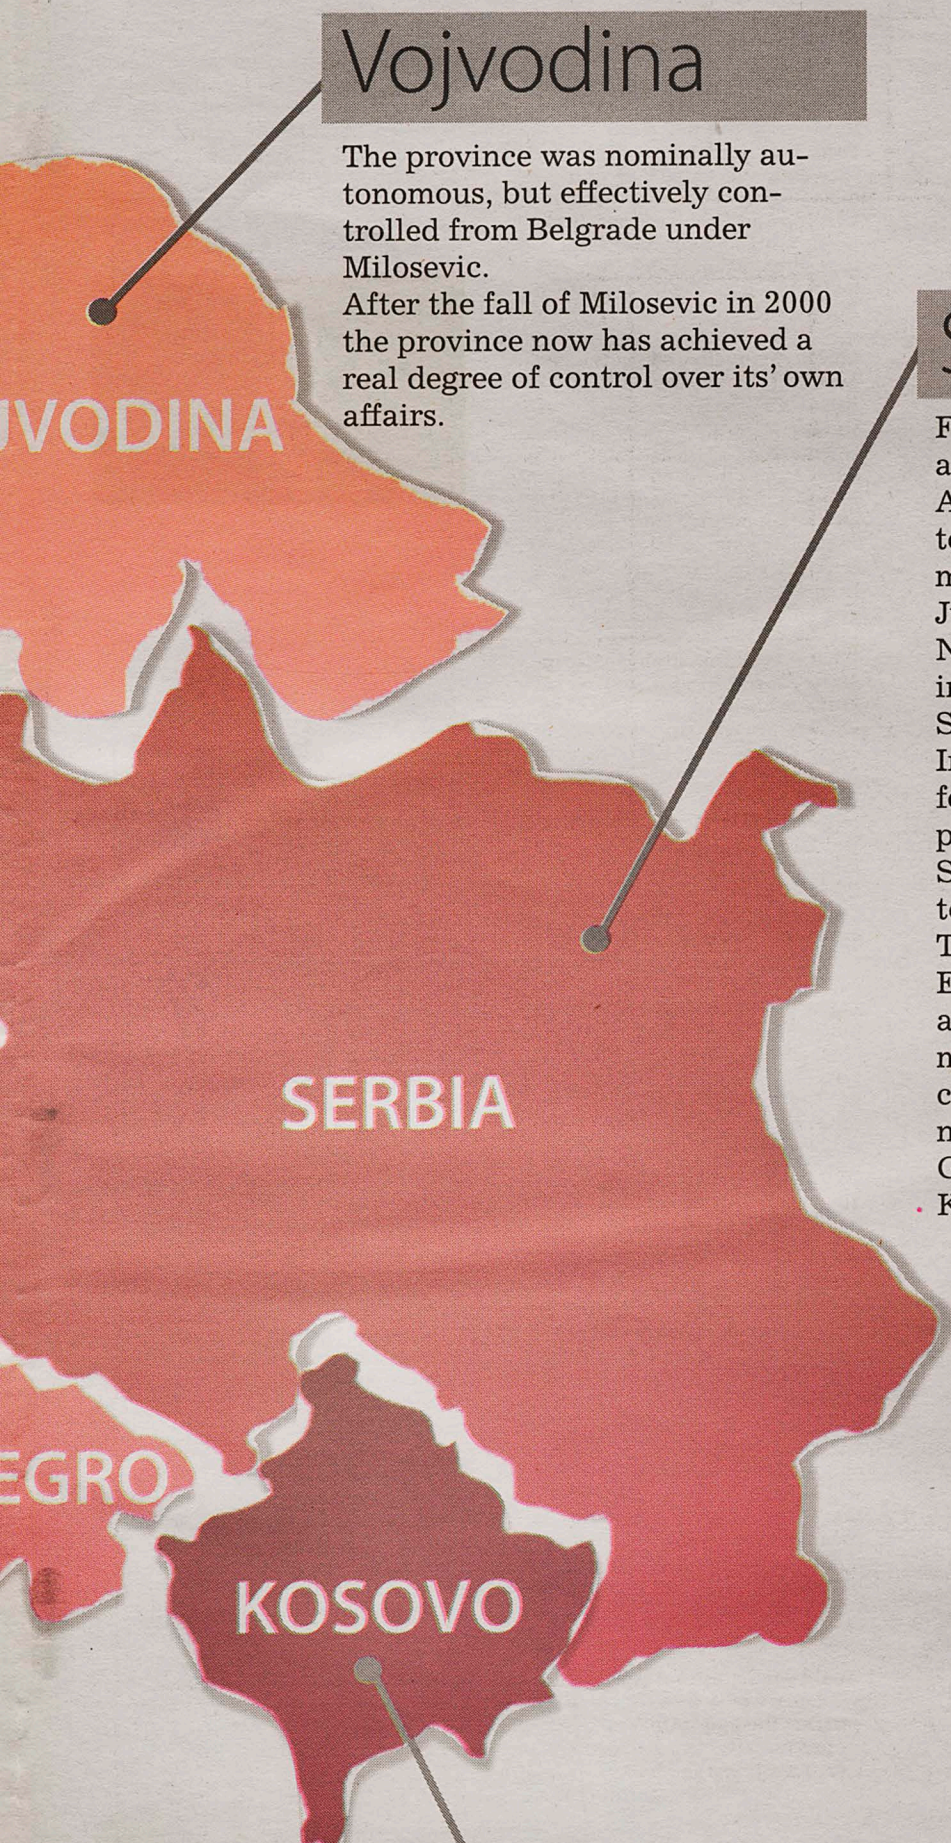 Vojvodina
The province was nominally au-
tonomous, but effectively con-
trolled from Belgrade under
Milosevic.
After the fall of Milosevic in 2000
the province now has achieved a
real degree of control over its' own
affairs.
JVODINA
SERBIA
EGRO
KOSOVO